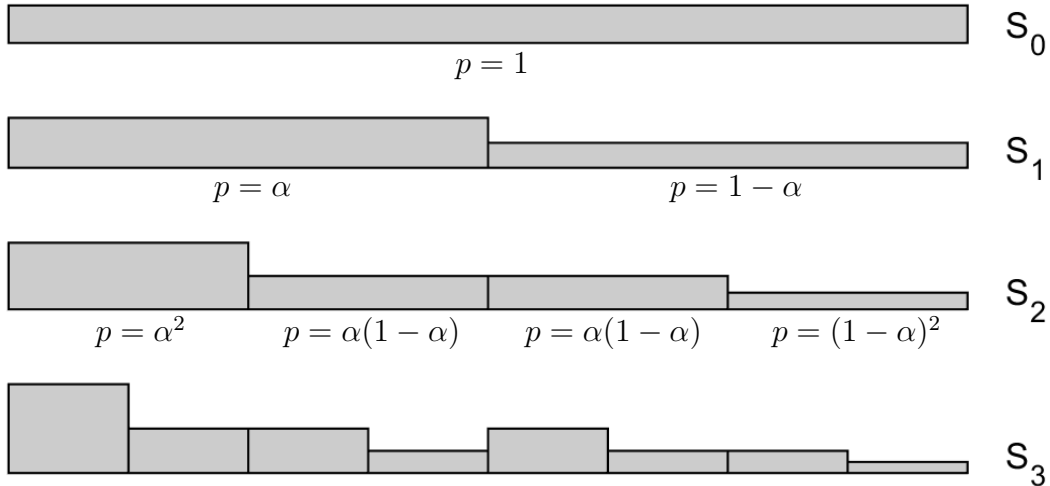 S₀
p = 1
S₁
p = α
p = 1 − α
S₂
p = α²
p = α(1 − α)
p = α(1 − α)
p = (1 − α)²
S₃